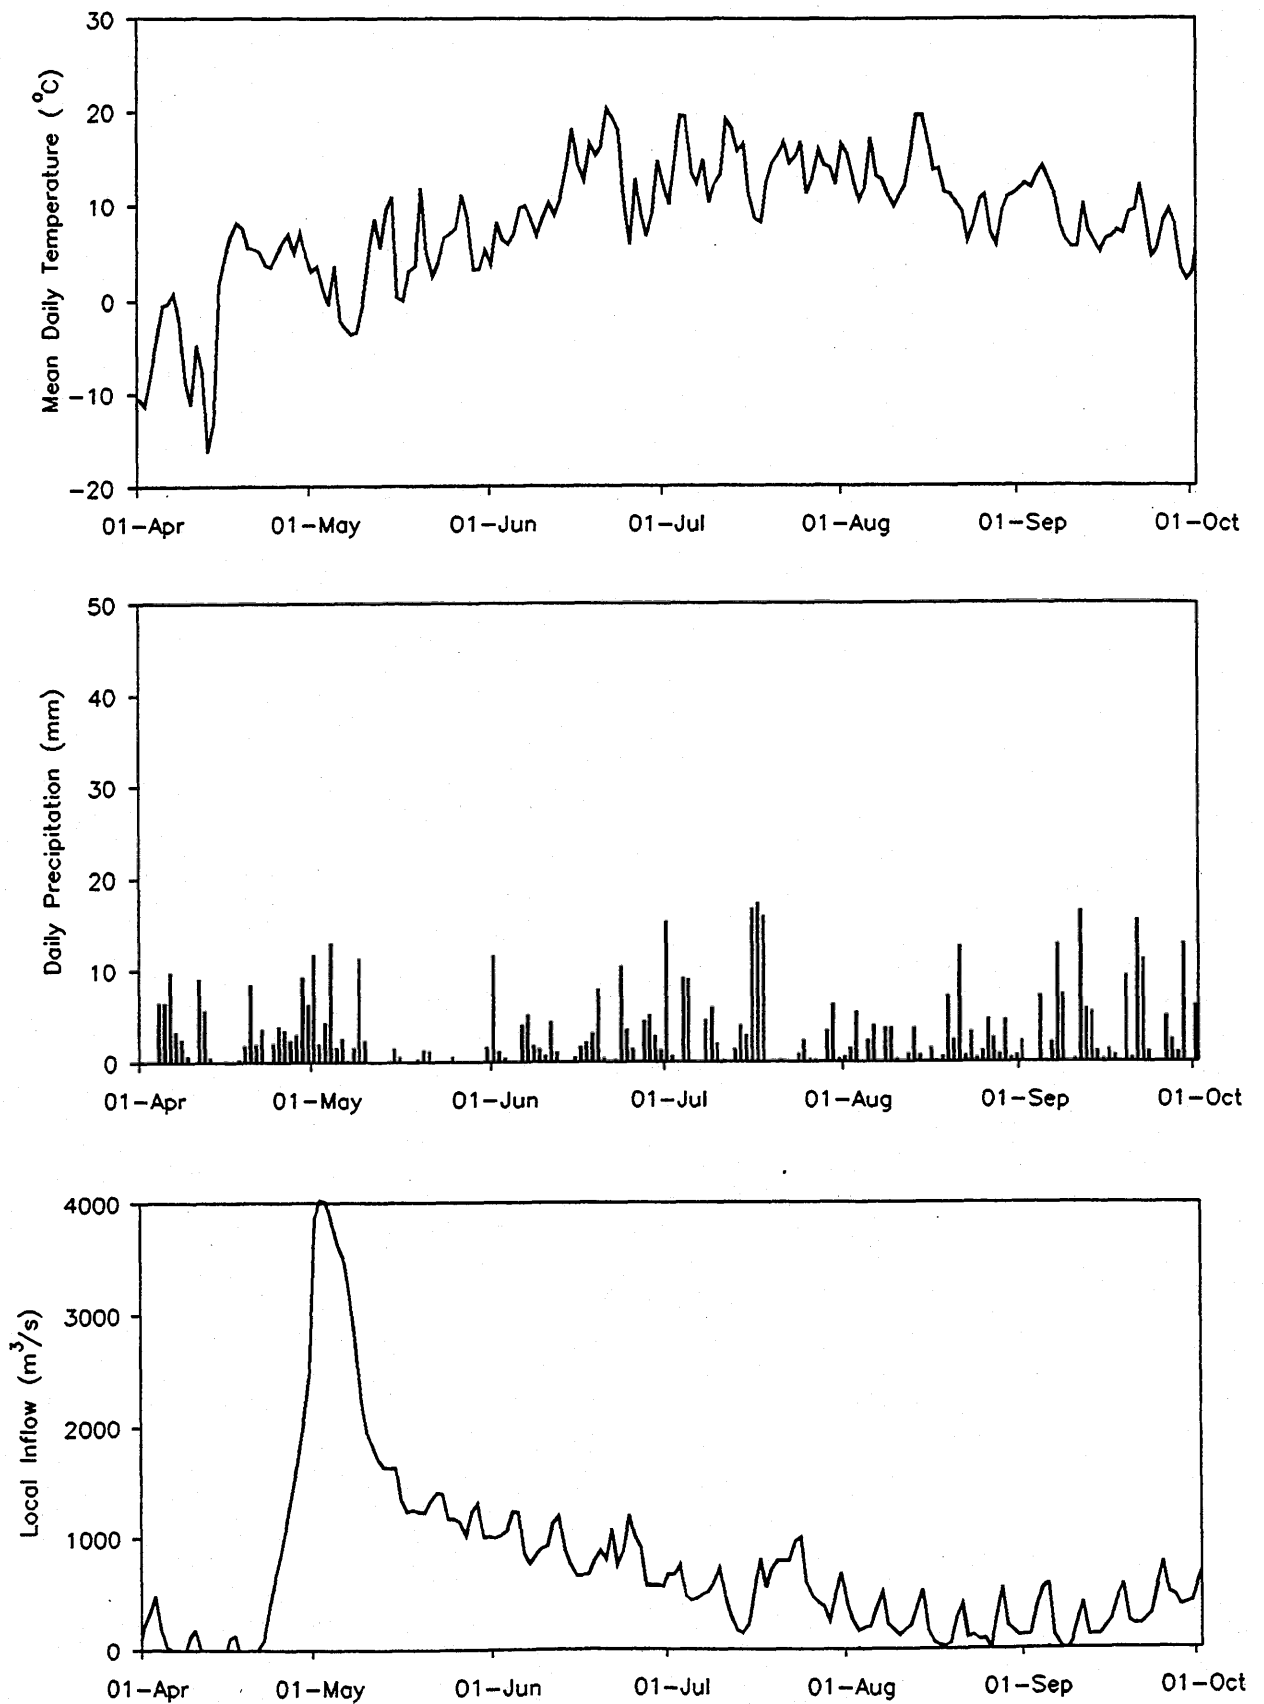 Mean Daily Temperature (°C)
30
20
10
0
−10
−20
01−Apr 01−May 01−Jun 01−Jul 01−Aug 01−Sep 01−Oct
Daily Precipitation (mm)
50
40
30
20
10
0
01−Apr 01−May 01−Jun 01−Jul 01−Aug 01−Sep 01−Oct
Local Inflow (m³/s)
4000
3000
2000
1000
0
01−Apr 01−May 01−Jun 01−Jul 01−Aug 01−Sep 01−Oct